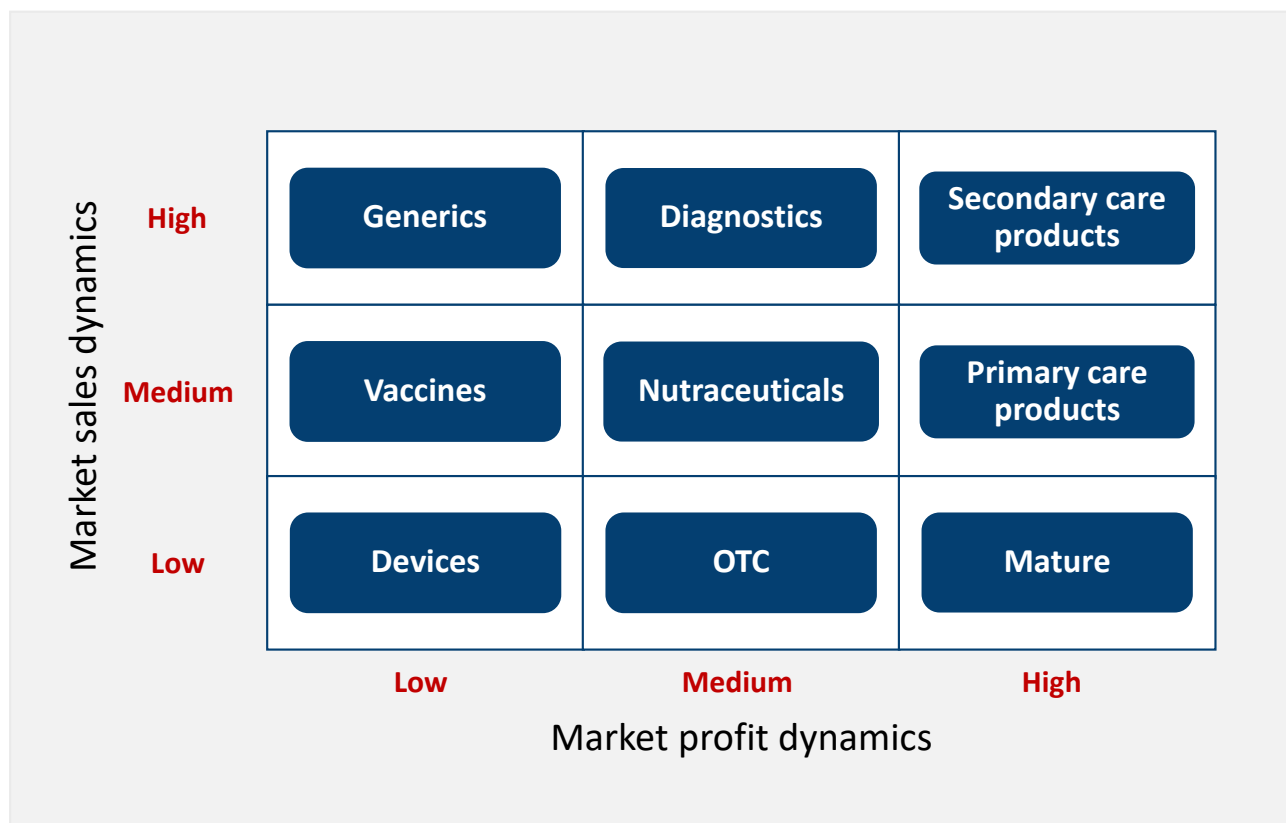 Market sales dynamics
High
Generics
Diagnostics
Secondary care
products
Medium
Vaccines
Nutraceuticals
Primary care
products
Low
Devices
OTC
Mature
Low
Medium
High
Market profit dynamics